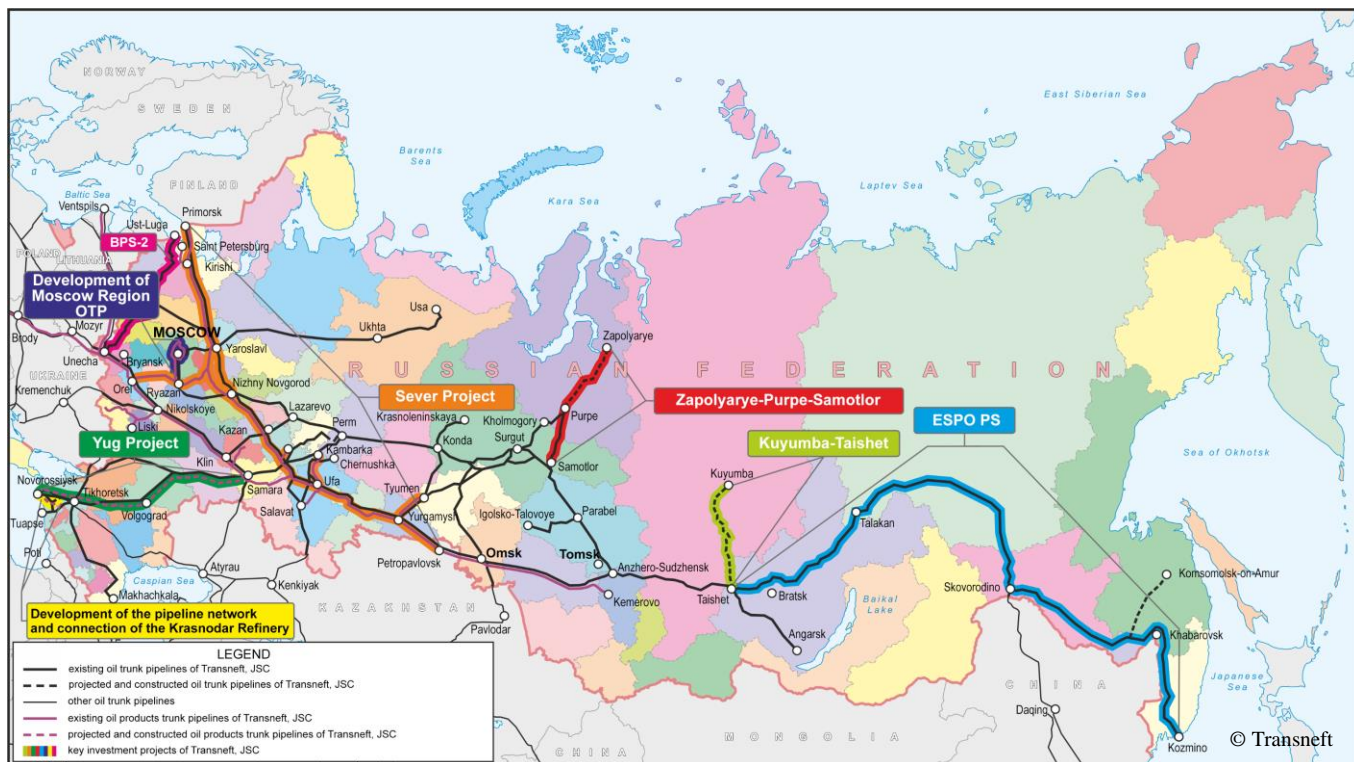 NORWAY
SWEDEN
FINLAND
Barents
Sea
Kara Sea
Laptev Sea
East Siberian Sea
Baltic Sea
Ventspils
Primorsk
Ust-Luga
BPS-2
Saint Petersburg
Kirishi
POLAND
LITHUANIA
Development of
Moscow Region
OTP
Mozyr
MOSCOW
Usa
Ukhta
Zapolyarye
Brody
Unecha
Bryansk
Yaroslavl
RUSSIAN FEDERATION
UKRAINE
Orel
Ryazan
Nizhny Novgorod
Kremenchuk
Nikolskoye
Lazarevo
Sever Project
Krasnoleninskaya
Kholmogory
Purpe
Zapolyarye-Purpe-Samotlor
ESPO PS
Liski
Kazan
Perm
Surgut
Kuyumba-Taishet
Yug Project
Kambarka
Konda
Chernushka
Klin
Samotlor
Sea of Okhotsk
Novorossiysk
Tikhoretsk
Samara
Ufa
Tyumen
Kuyumba
Tuapse
Volgograd
Salavat
Yurgamysh
Igolsko-Talovoye
Parabel
Talakan
Poti
Petropavlovsk
Omsk
Tomsk
Atyrau
Kenkiyak
Anzhero-Sudzhensk
Komsomolsk-on-Amur
Caspian Sea
Makhachkala
KAZAKHSTAN
Kemerovo
Taishet
Bratsk
Baikal
Lake
Skovorodino
Development of the pipeline network
and connection of the Krasnodar Refinery
Pavlodar
Angarsk
Khabarovsk
LEGEND
existing oil trunk pipelines of Transneft, JSC
projected and constructed oil trunk pipelines of Transneft, JSC
other oil trunk pipelines
existing oil products trunk pipelines of Transneft, JSC
projected and constructed oil products trunk pipelines of Transneft, JSC
key investment projects of Transneft, JSC
CHINA
MONGOLIA
CHINA
Daqing
Japanese
Sea
Kozmino
© Transneft